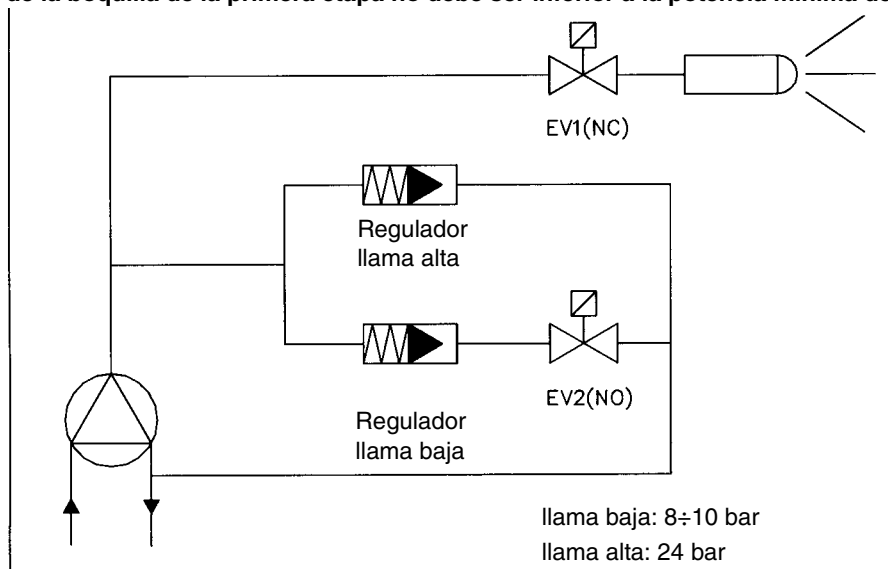 de la boquilla de la primera etapa no debe ser inferior a la potencia mínima de
EV1(NC)
Regulador
llama alta
EV2(NO)
Regulador
llama baja
llama baja: 8÷10 bar
llama alta: 24 bar